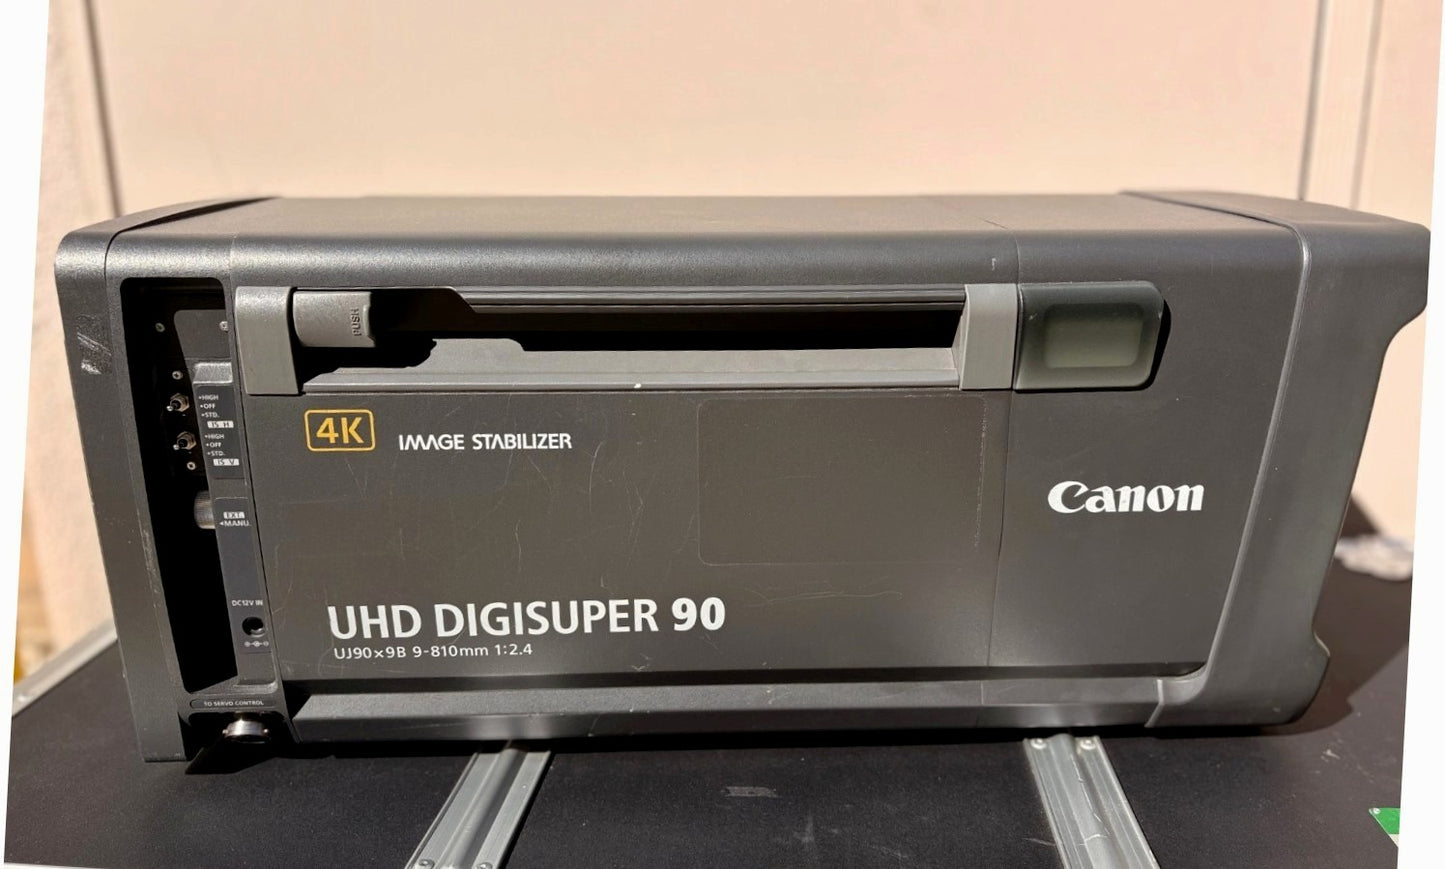 PUSH
•HIGH
•OFF
•STD.
IS H
•HIGH
•OFF
•STD.
IS V
EXT.
◄MANU.
DC12V IN
TO SERVO CONTROL
4K IMAGE STABILIZER
Canon
UHD DIGISUPER 90
UJ90×9B 9-810mm 1:2.4